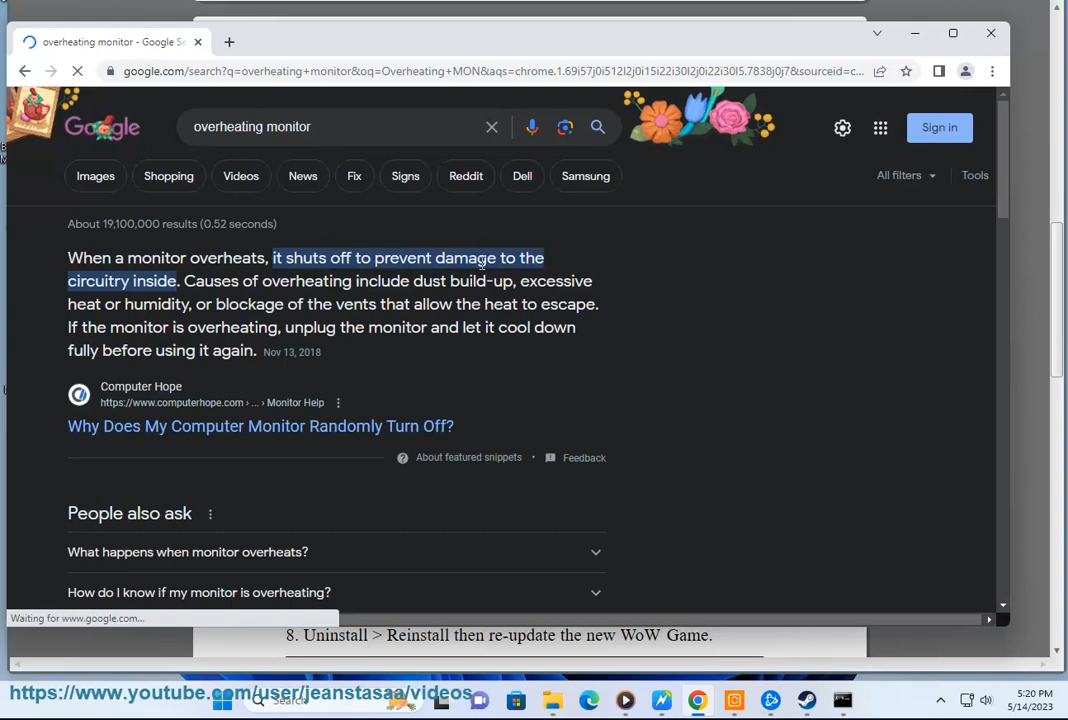 overheating monitor - Google Se
google.com/search?q=overheating+monitor&oq=Overheating+MON&aqs=chrome.1.69i57j0i512l2j0i15i22i30l2j0i22i30l5.7838j0j7&sourceid=c...
Google
overheating monitor
Sign in
Images Shopping Videos News Fix Signs Reddit Dell Samsung All filters Tools
About 19,100,000 results (0.52 seconds)
When a monitor overheats, it shuts off to prevent damage to the
circuitry inside. Causes of overheating include dust build-up, excessive
heat or humidity, or blockage of the vents that allow the heat to escape.
If the monitor is overheating, unplug the monitor and let it cool down
fully before using it again. Nov 13, 2018
Computer Hope
https://www.computerhope.com › ... › Monitor Help
Why Does My Computer Monitor Randomly Turn Off?
About featured snippets • Feedback
People also ask
What happens when monitor overheats?
How do I know if my monitor is overheating?
Waiting for www.google.com...
8. Uninstall > Reinstall then re-update the new WoW Game.
https://www.youtube.com/user/jeanstasaa/videos
Search
5:20 PM
5/14/2023